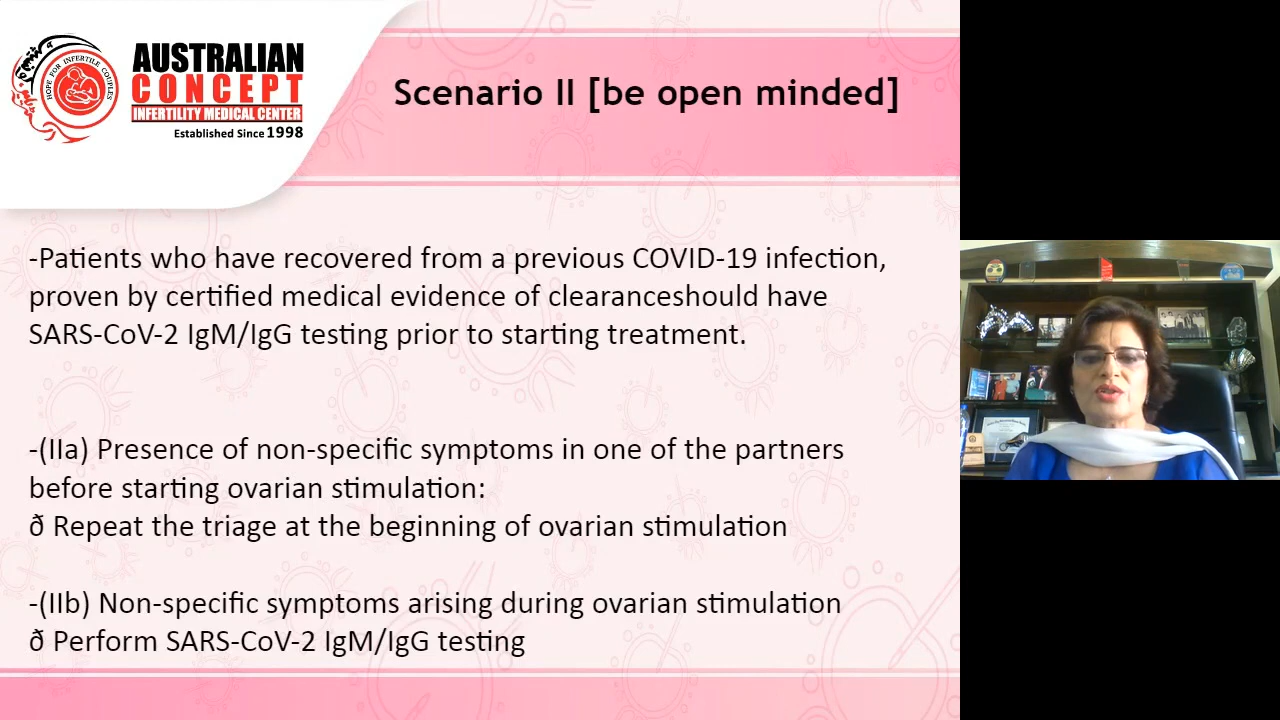 HOPE FOR INFERTILE COUPLES
AUSTRALIAN
CONCEPT
INFERTILITY MEDICAL CENTER
Established Since 1998
Scenario II [be open minded]
-Patients who have recovered from a previous COVID-19 infection,
proven by certified medical evidence of clearanceshould have
SARS-CoV-2 IgM/IgG testing prior to starting treatment.
-(IIa) Presence of non-specific symptoms in one of the partners
before starting ovarian stimulation:
ð Repeat the triage at the beginning of ovarian stimulation
-(IIb) Non-specific symptoms arising during ovarian stimulation
ð Perform SARS-CoV-2 IgM/IgG testing